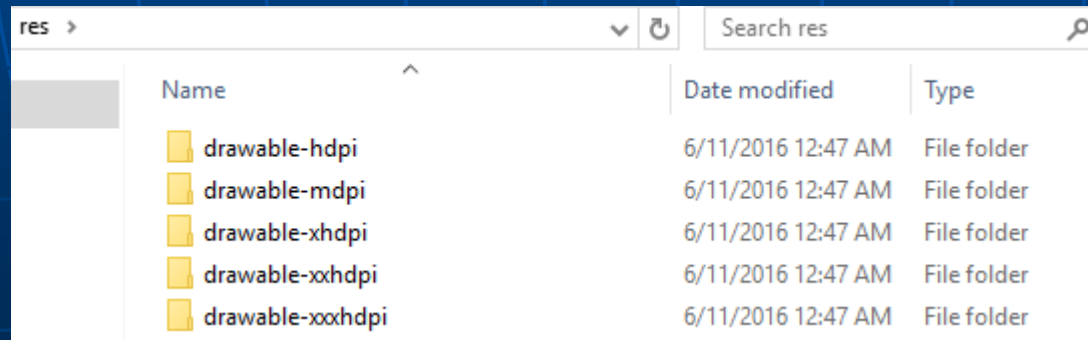 res > Search res
Name Date modified Type
drawable-hdpi 6/11/2016 12:47 AM File folder
drawable-mdpi 6/11/2016 12:47 AM File folder
drawable-xhdpi 6/11/2016 12:47 AM File folder
drawable-xxhdpi 6/11/2016 12:47 AM File folder
drawable-xxxhdpi 6/11/2016 12:47 AM File folder